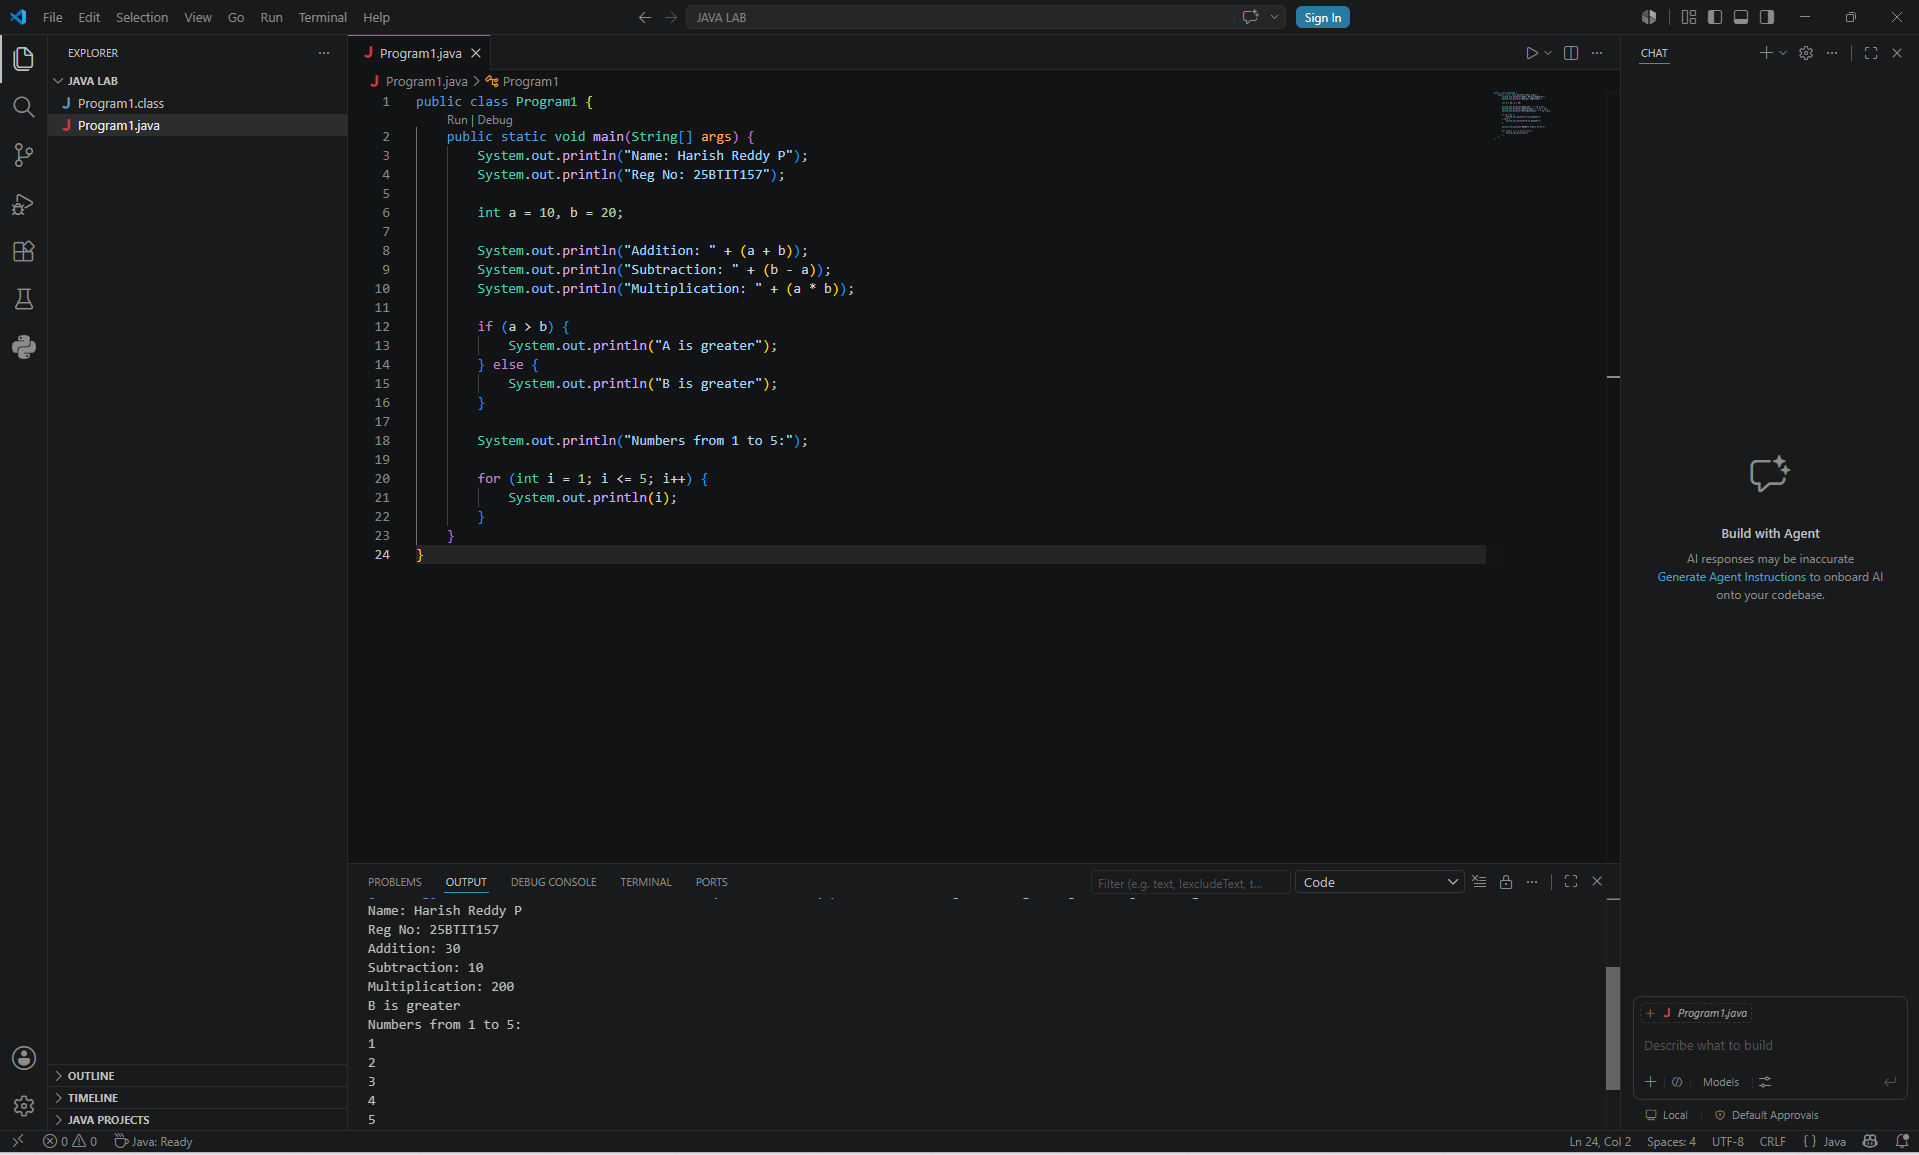 File Edit Selection View Go Run Terminal Help
JAVA LAB
Sign In
EXPLORER
JAVA LAB
Program1.class
Program1.java
OUTLINE
TIMELINE
JAVA PROJECTS
Program1.java
Program1.java > Program1
1 public class Program1 {
Run | Debug
2 public static void main(String[] args) {
3 System.out.println("Name: Harish Reddy P");
4 System.out.println("Reg No: 25BTIT157");
5
6 int a = 10, b = 20;
7
8 System.out.println("Addition: " + (a + b));
9 System.out.println("Subtraction: " + (b - a));
10 System.out.println("Multiplication: " + (a * b));
11
12 if (a > b) {
13 System.out.println("A is greater");
14 } else {
15 System.out.println("B is greater");
16 }
17
18 System.out.println("Numbers from 1 to 5:");
19
20 for (int i = 1; i <= 5; i++) {
21 System.out.println(i);
22 }
23 }
24 }
PROBLEMS OUTPUT DEBUG CONSOLE TERMINAL PORTS
Filter (e.g. text, !excludeText, t...
Code
Name: Harish Reddy P
Reg No: 25BTIT157
Addition: 30
Subtraction: 10
Multiplication: 200
B is greater
Numbers from 1 to 5:
1
2
3
4
5
CHAT
Build with Agent
AI responses may be inaccurate
Generate Agent Instructions to onboard AI
onto your codebase.
Program1.java
Describe what to build
Models
Local
Default Approvals
0 0 Java: Ready
Ln 24, Col 2 Spaces: 4 UTF-8 CRLF { } Java